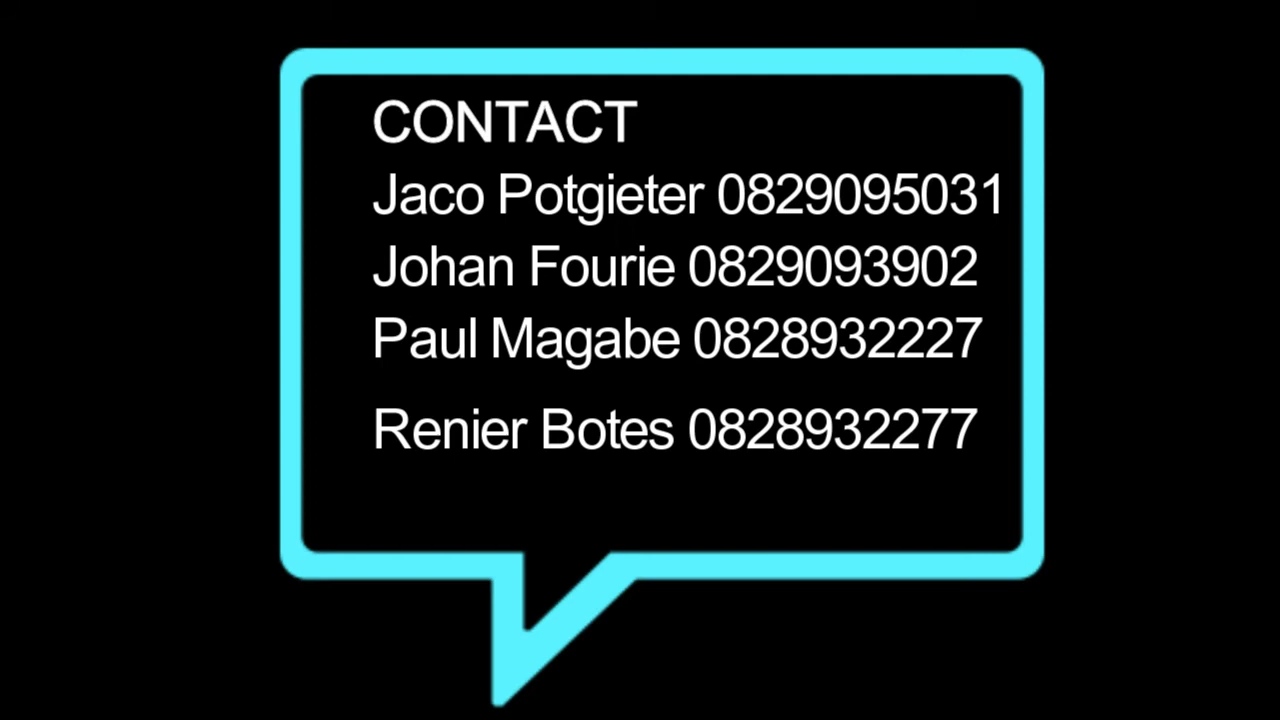 CONTACT
Jaco Potgieter 0829095031
Johan Fourie 0829093902
Paul Magabe 0828932227
Renier Botes 0828932277